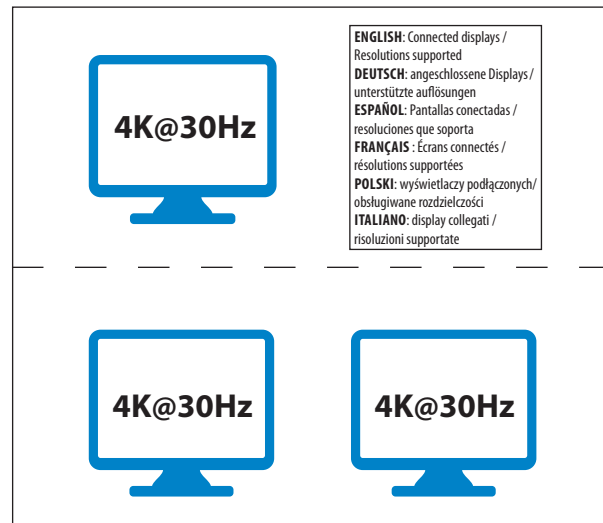 4K@30Hz
ENGLISH: Connected displays /
Resolutions supported
DEUTSCH: angeschlossene Displays /
unterstützte auflösungen
ESPAÑOL: Pantallas conectadas /
resoluciones que soporta
FRANÇAIS : Écrans connectés /
résolutions supportées
POLSKI: wyświetlaczy podłączonych/
obsługiwane rozdzielczości
ITALIANO: display collegati /
risoluzioni supportate
4K@30Hz
4K@30Hz